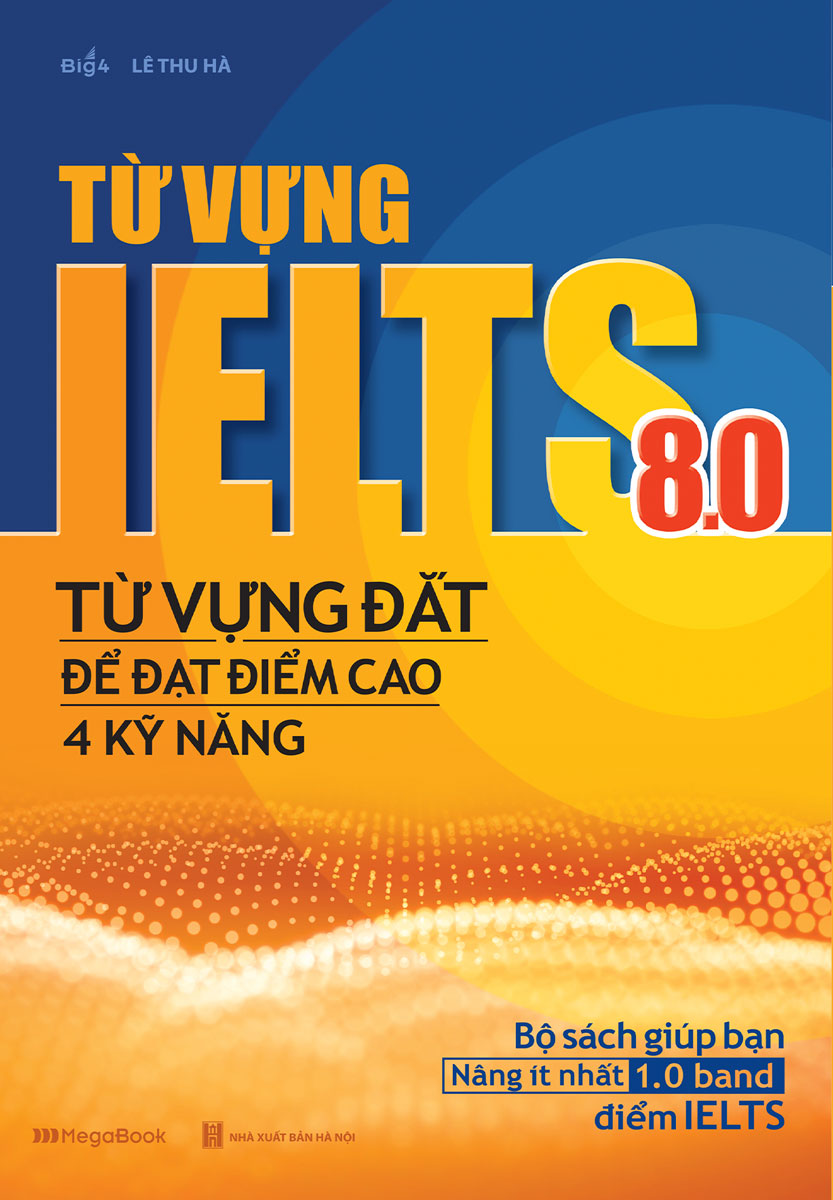 Big4 LÊ THU HÀ
TỪ VỰNG
IELTS
8.0
TỪ VỰNG ĐẮT
ĐỂ ĐẠT ĐIỂM CAO
4 KỸ NĂNG
Bộ sách giúp bạn
Nâng ít nhất 1.0 band
điểm IELTS
MegaBook NHÀ XUẤT BẢN HÀ NỘI